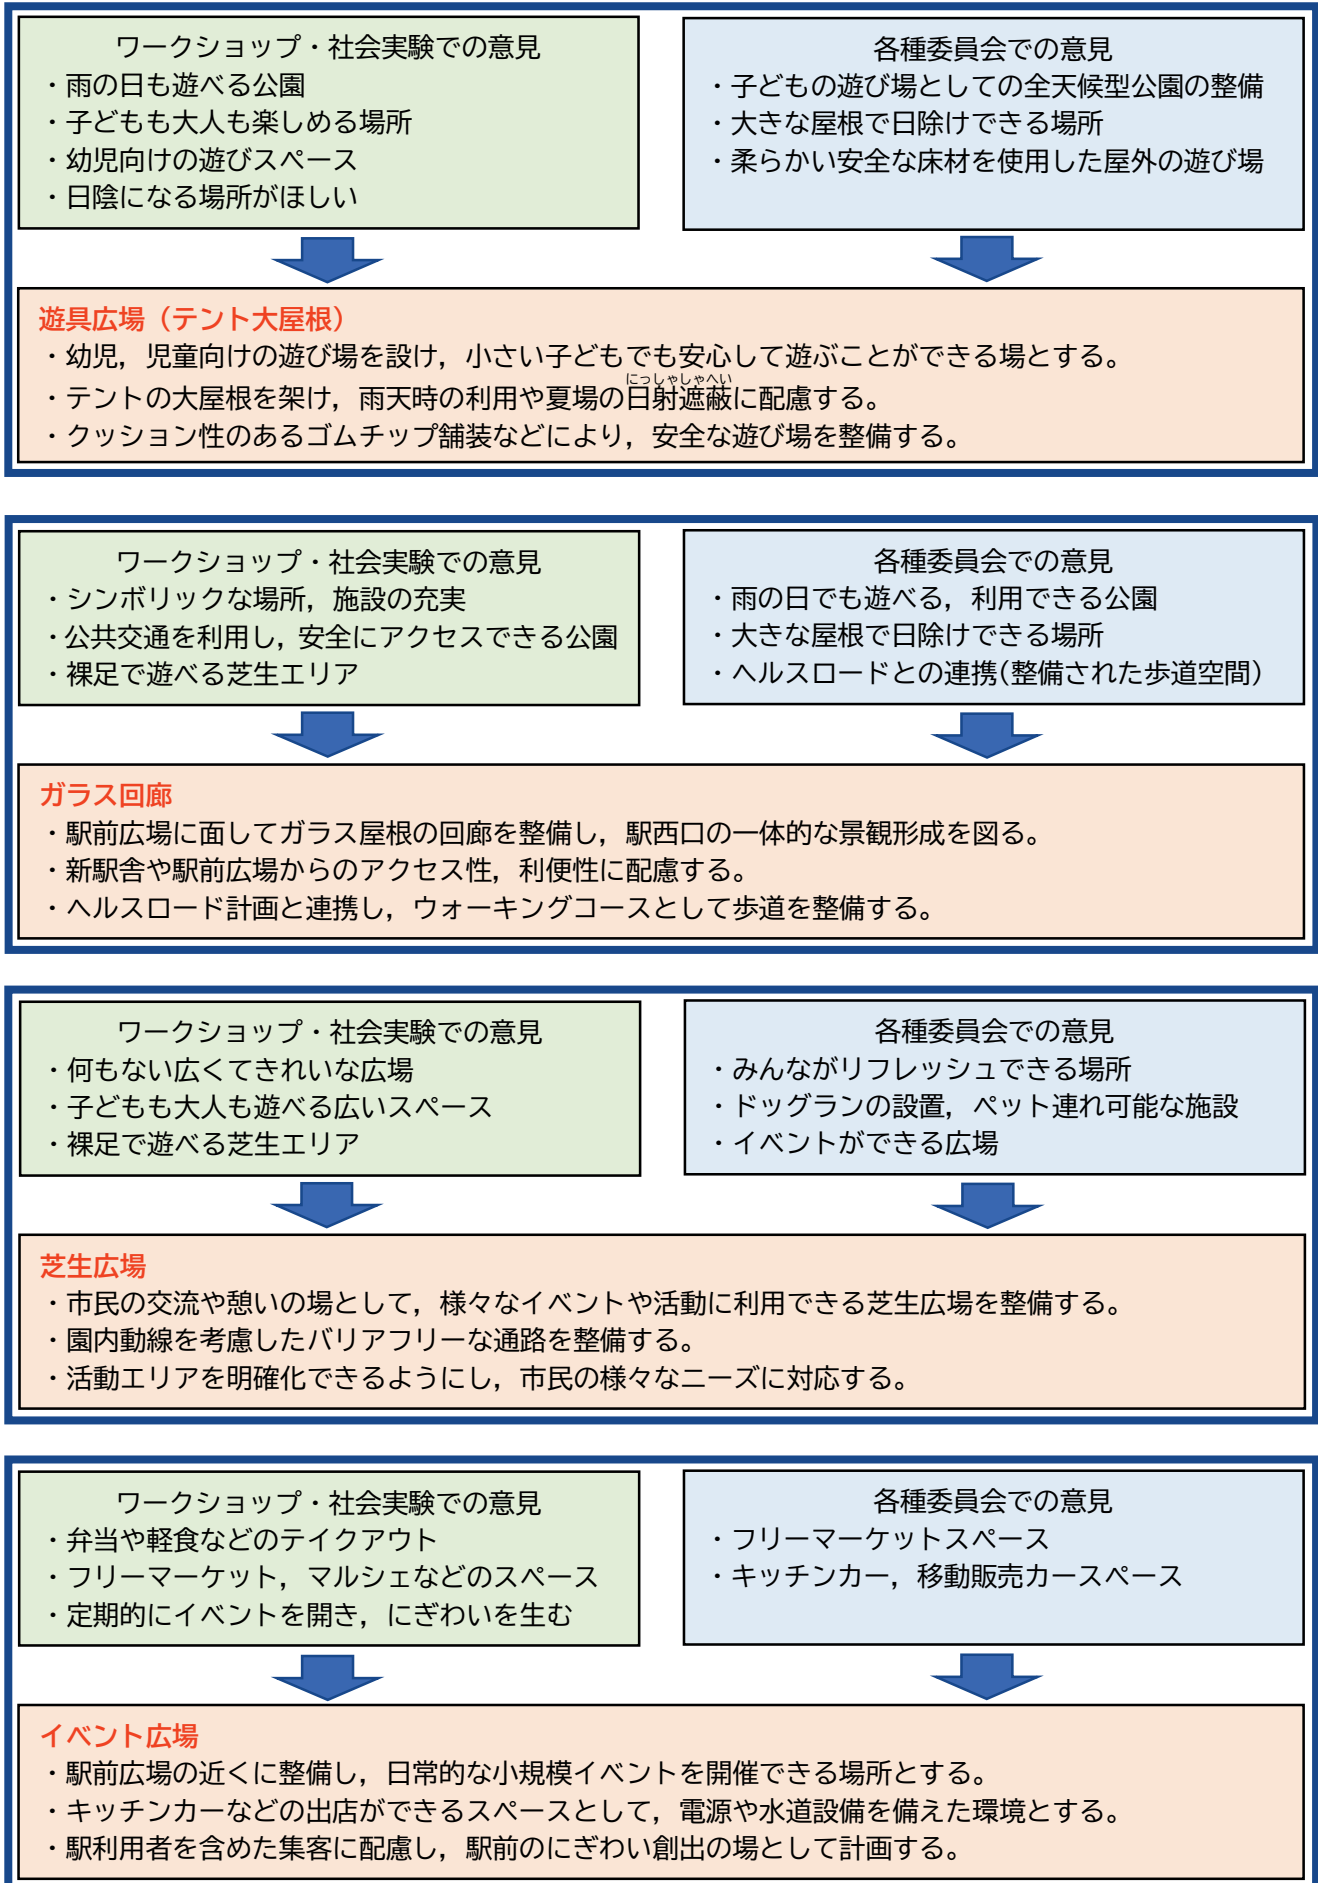 ワークショップ・社会実験での意見
・雨の日も遊べる公園
・子どもも大人も楽しめる場所
・幼児向けの遊びスペース
・日陰になる場所がほしい
各種委員会での意見
・子どもの遊び場としての全天候型公園の整備
・大きな屋根で日除けできる場所
・柔らかい安全な床材を使用した屋外の遊び場
遊具広場（テント大屋根）
・幼児，児童向けの遊び場を設け，小さい子どもでも安心して遊ぶことができる場とする。
にっしゃしゃへい
・テントの大屋根を架け，雨天時の利用や夏場の日射遮蔽に配慮する。
・クッション性のあるゴムチップ舗装などにより，安全な遊び場を整備する。
ワークショップ・社会実験での意見
・シンボリックな場所，施設の充実
・公共交通を利用し，安全にアクセスできる公園
・裸足で遊べる芝生エリア
各種委員会での意見
・雨の日でも遊べる，利用できる公園
・大きな屋根で日除けできる場所
・ヘルスロードとの連携（整備された歩道空間）
ガラス回廊
・駅前広場に面してガラス屋根の回廊を整備し，駅西口の一体的な景観形成を図る。
・新駅舎や駅前広場からのアクセス性，利便性に配慮する。
・ヘルスロード計画と連携し，ウォーキングコースとして歩道を整備する。
ワークショップ・社会実験での意見
・何もない広くてきれいな広場
・子どもも大人も遊べる広いスペース
・裸足で遊べる芝生エリア
各種委員会での意見
・みんながリフレッシュできる場所
・ドッグランの設置，ペット連れ可能な施設
・イベントができる広場
芝生広場
・市民の交流や憩いの場として，様々なイベントや活動に利用できる芝生広場を整備する。
・園内動線を考慮したバリアフリーな通路を整備する。
・活動エリアを明確化できるようにし，市民の様々なニーズに対応する。
ワークショップ・社会実験での意見
・弁当や軽食などのテイクアウト
・フリーマーケット，マルシェなどのスペース
・定期的にイベントを開き，にぎわいを生む
各種委員会での意見
・フリーマーケットスペース
・キッチンカー，移動販売カースペース
イベント広場
・駅前広場の近くに整備し，日常的な小規模イベントを開催できる場所とする。
・キッチンカーなどの出店ができるスペースとして，電源や水道設備を備えた環境とする。
・駅利用者を含めた集客に配慮し，駅前のにぎわい創出の場として計画する。